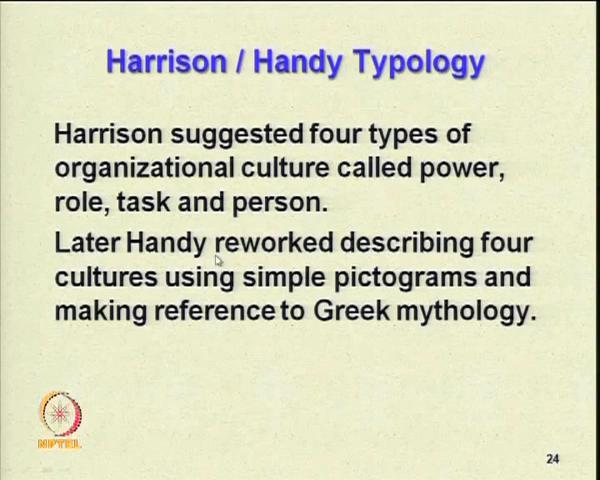 Harrison / Handy Typology
Harrison suggested four types of
organizational culture called power,
role, task and person.
Later Handy reworked describing four
cultures using simple pictograms and
making reference to Greek mythology.
NPTEL
24